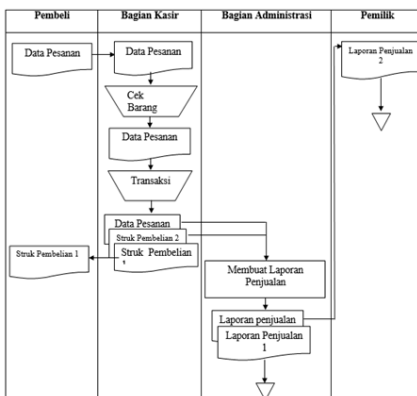 Pembeli
Bagian Kasir
Bagian Administrasi
Pemilik
Data Pesanan
Data Pesanan
Cek
Barang
Data Pesanan
Transaksi
Data Pesanan
Struk Pembelian 2
Struk Pembelian
Struk Pembelian 1
Membuat Laporan
Penjualan
Laporan penjualan
Laporan Penjualan
1
Laporan Penjualan
2